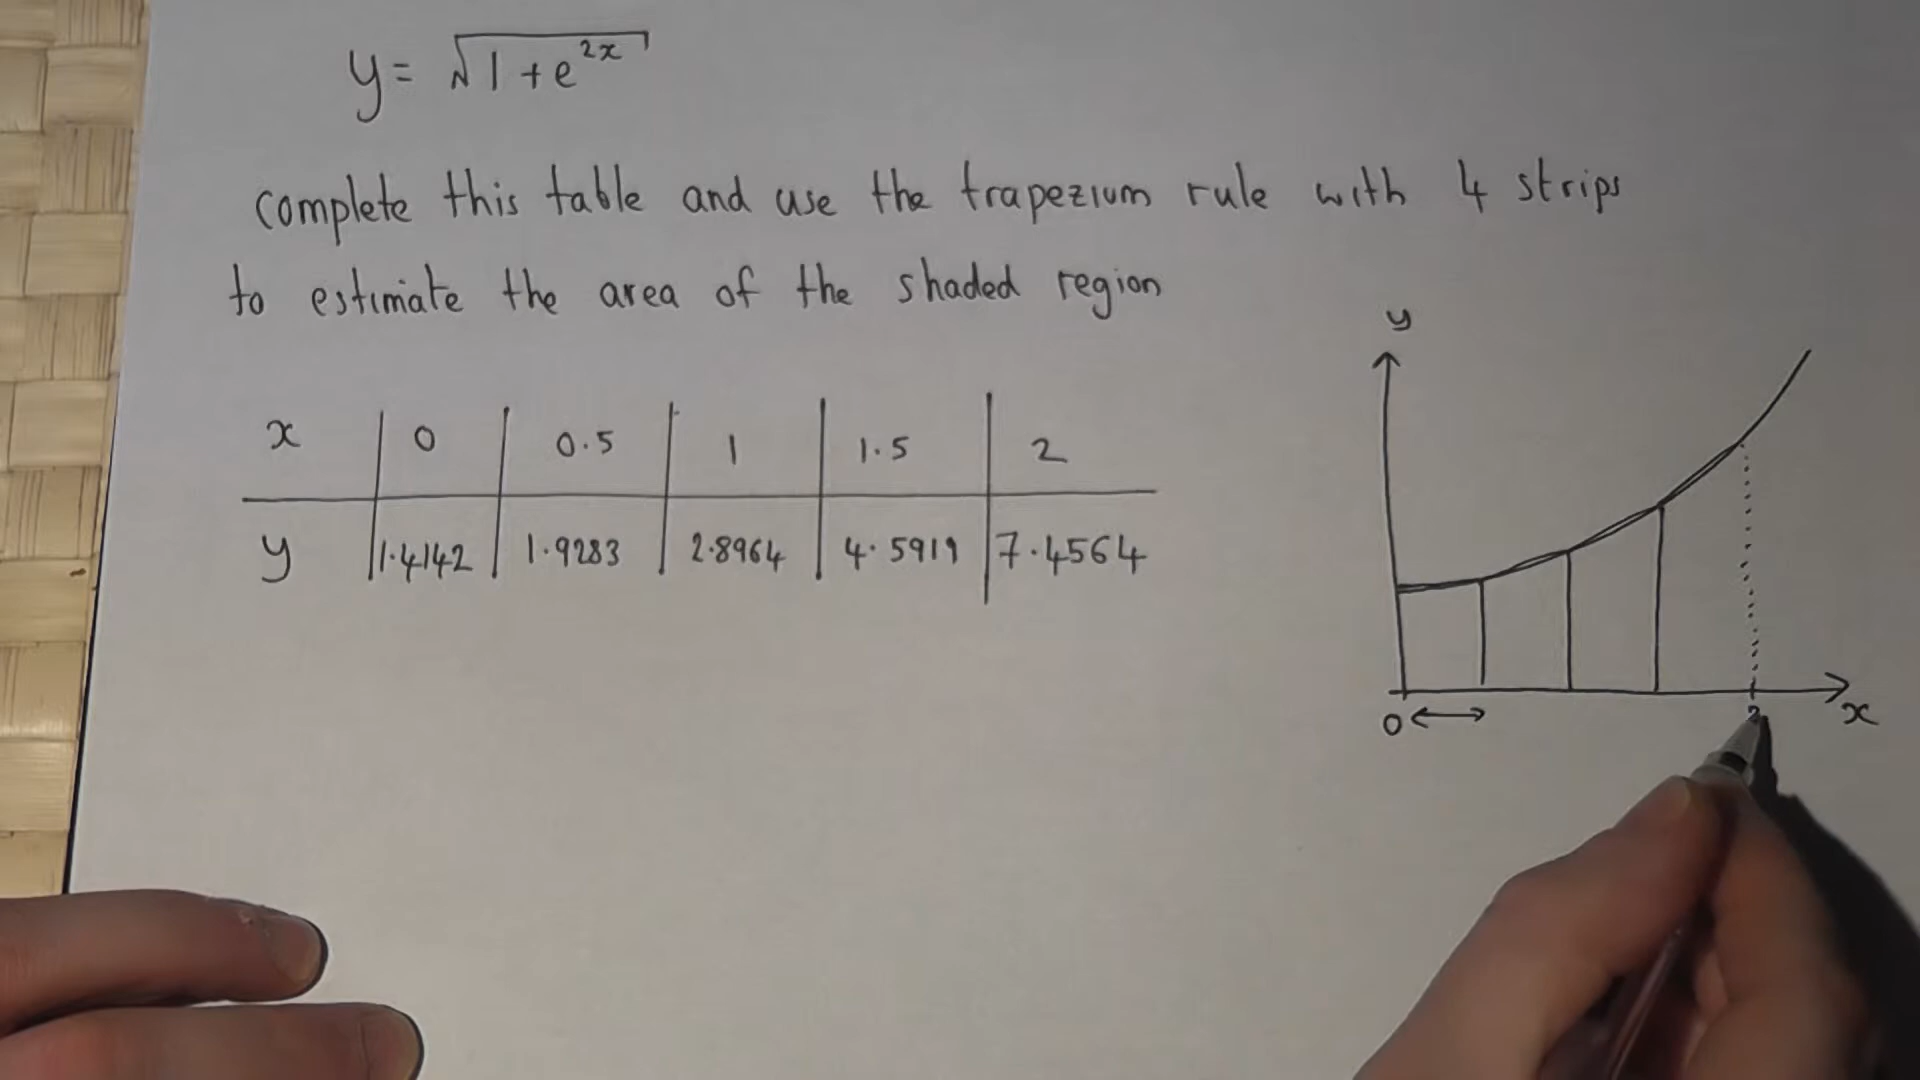 y = √1 + e^2x
complete this table and use the trapezium rule with 4 strips
to estimate the area of the shaded region
x 0 0.5 1 1.5 2
y 1.4142 1.9283 2.8964 4.5919 7.4564
y
0 2 x